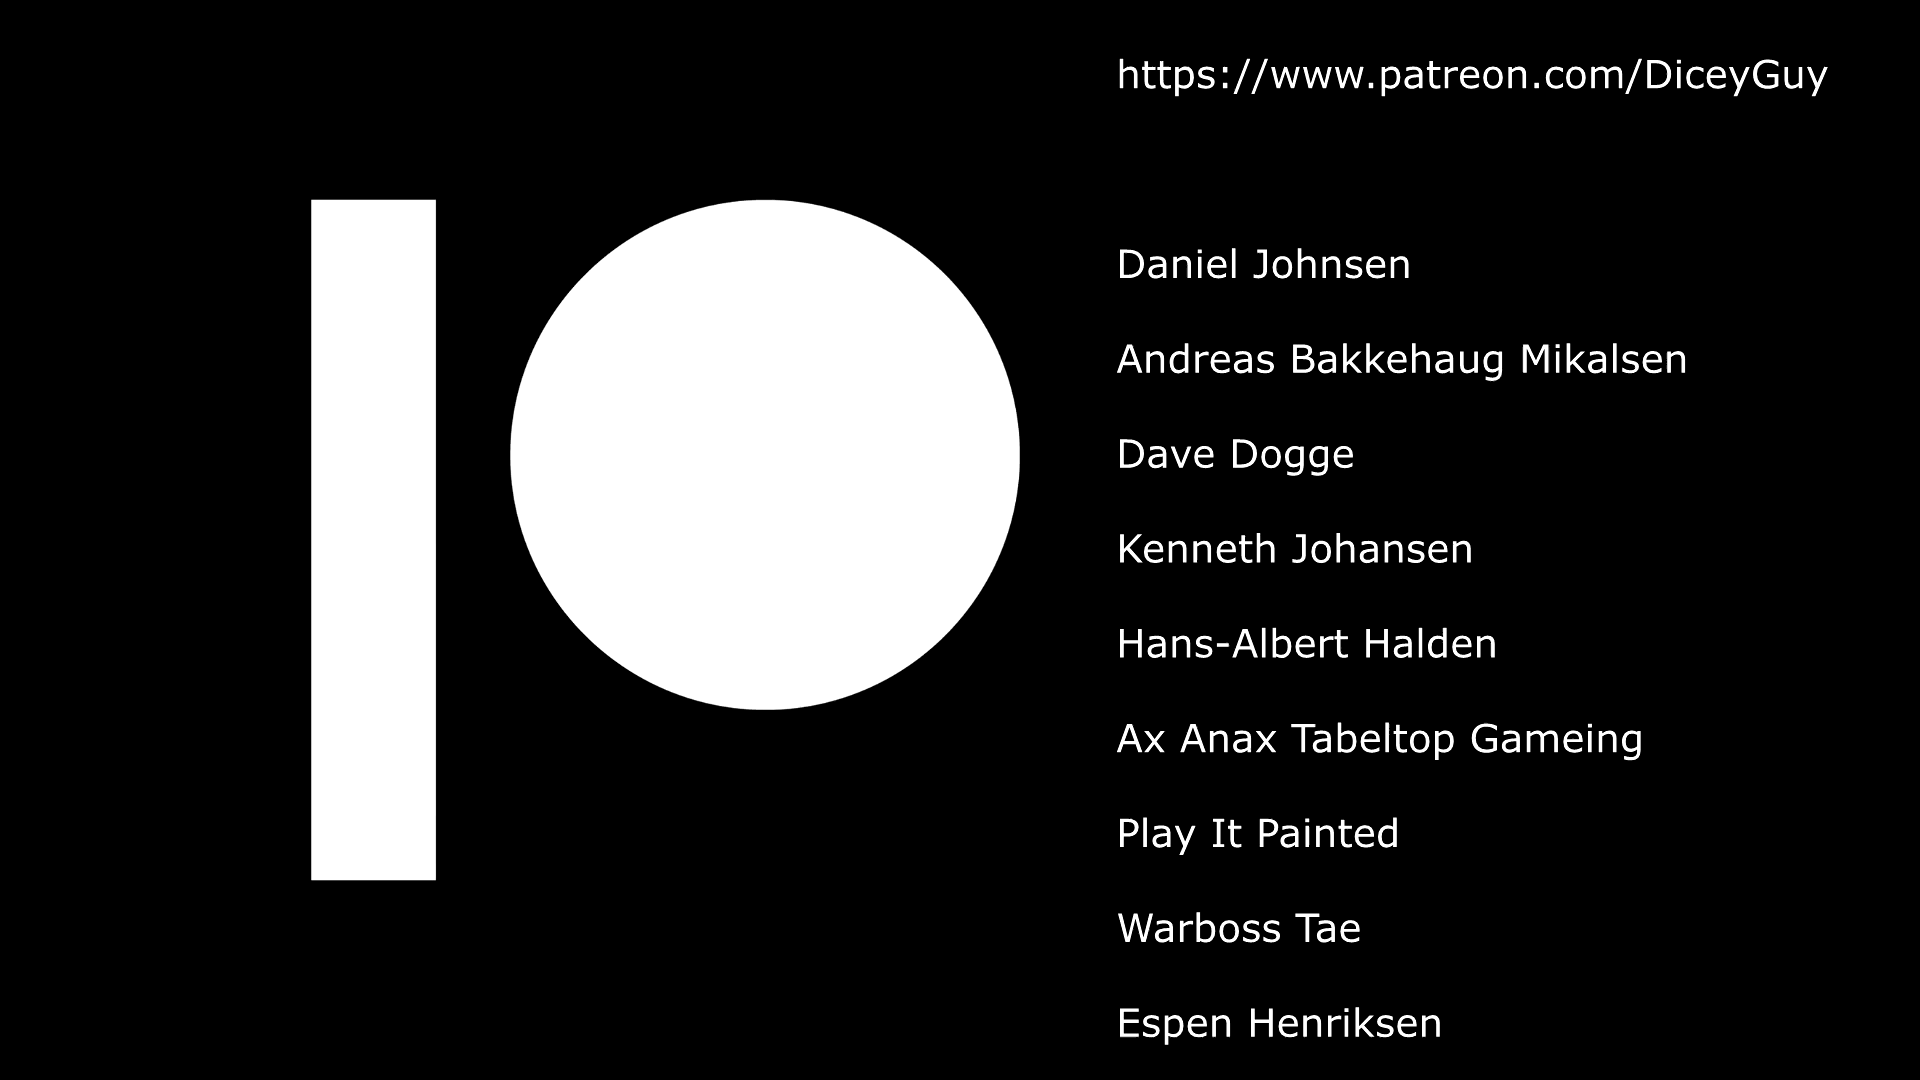 https://www.patreon.com/DiceyGuy
Daniel Johnsen
Andreas Bakkehaug Mikalsen
Dave Dogge
Kenneth Johansen
Hans-Albert Halden
Ax Anax Tabeltop Gameing
Play It Painted
Warboss Tae
Espen Henriksen